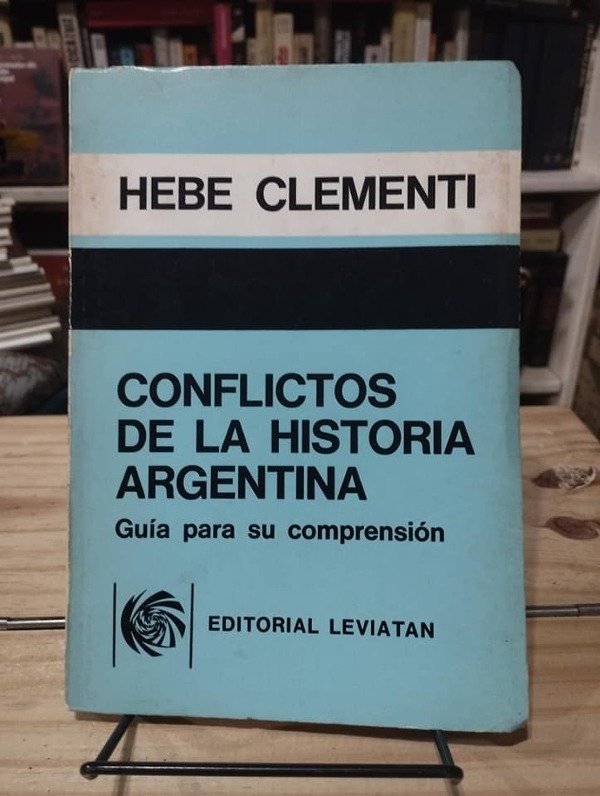 HEBE CLEMENTI
CONFLICTOS
DE LA HISTORIA
ARGENTINA
Guía para su comprensión
EDITORIAL LEVIATAN